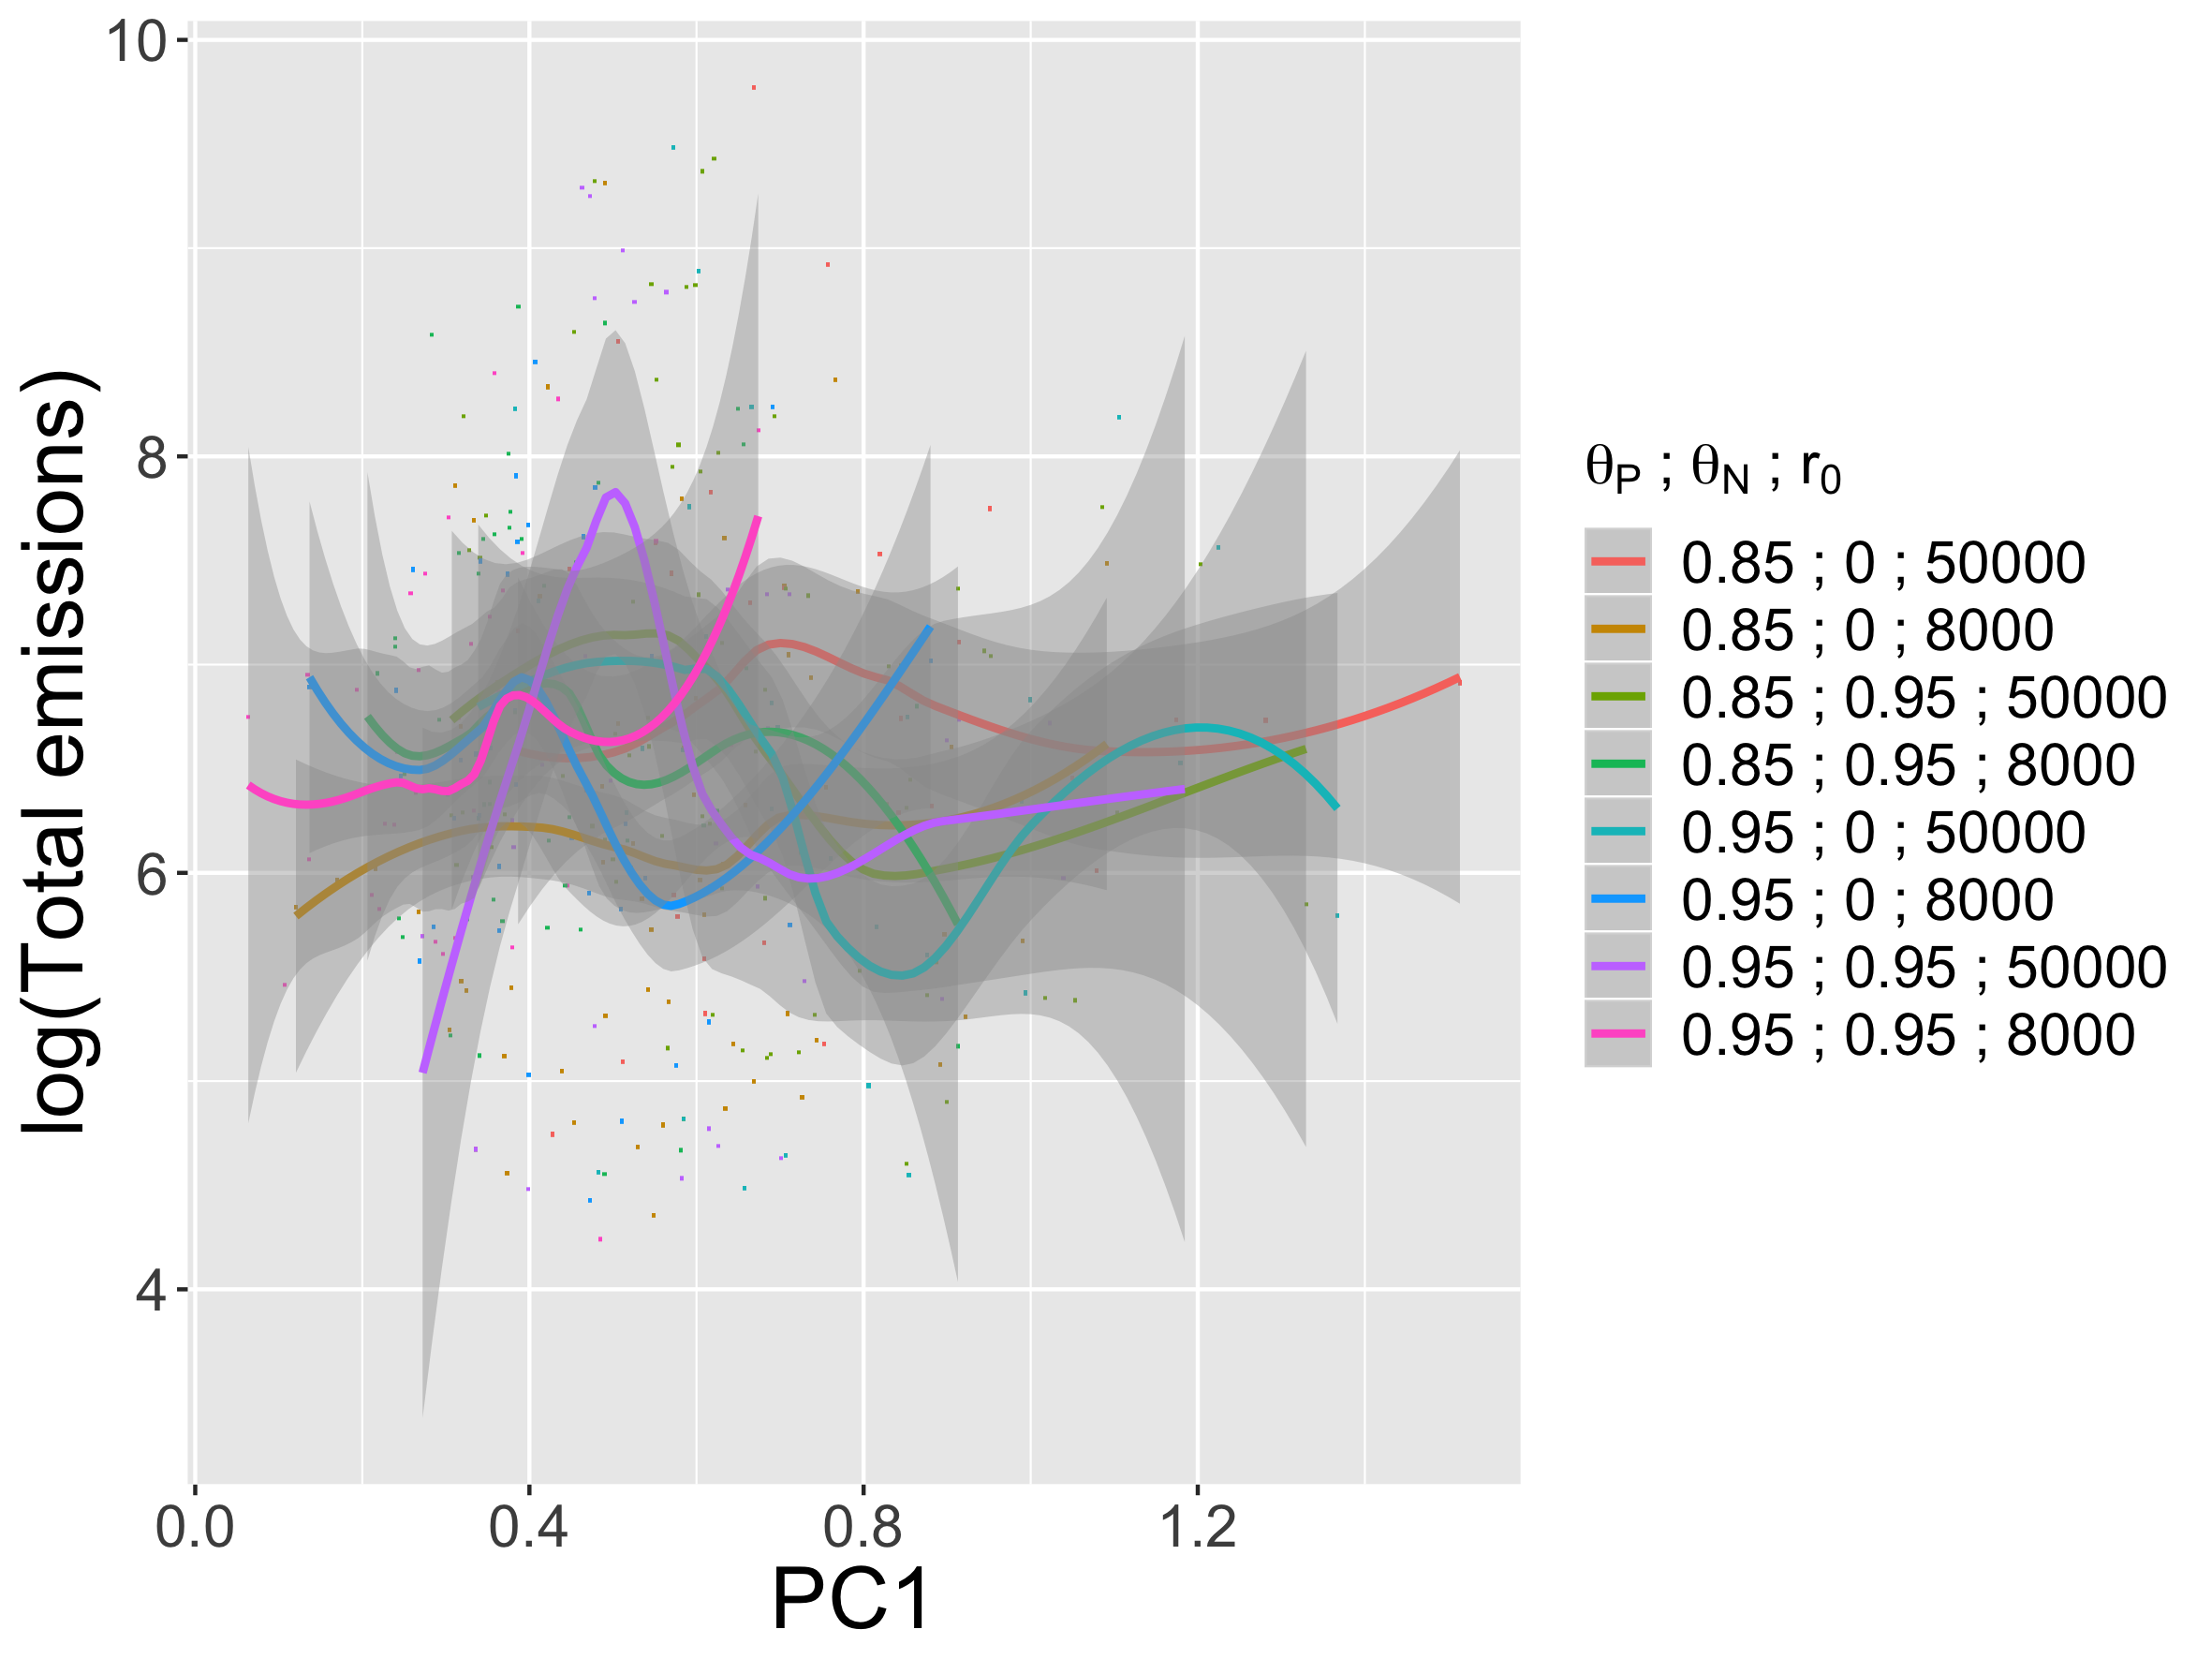 log(Total emissions)
10
8
6
4
0.0 0.4 0.8 1.2
PC1
θP ; θN ; r0
0.85 ; 0 ; 50000
0.85 ; 0 ; 8000
0.85 ; 0.95 ; 50000
0.85 ; 0.95 ; 8000
0.95 ; 0 ; 50000
0.95 ; 0 ; 8000
0.95 ; 0.95 ; 50000
0.95 ; 0.95 ; 8000